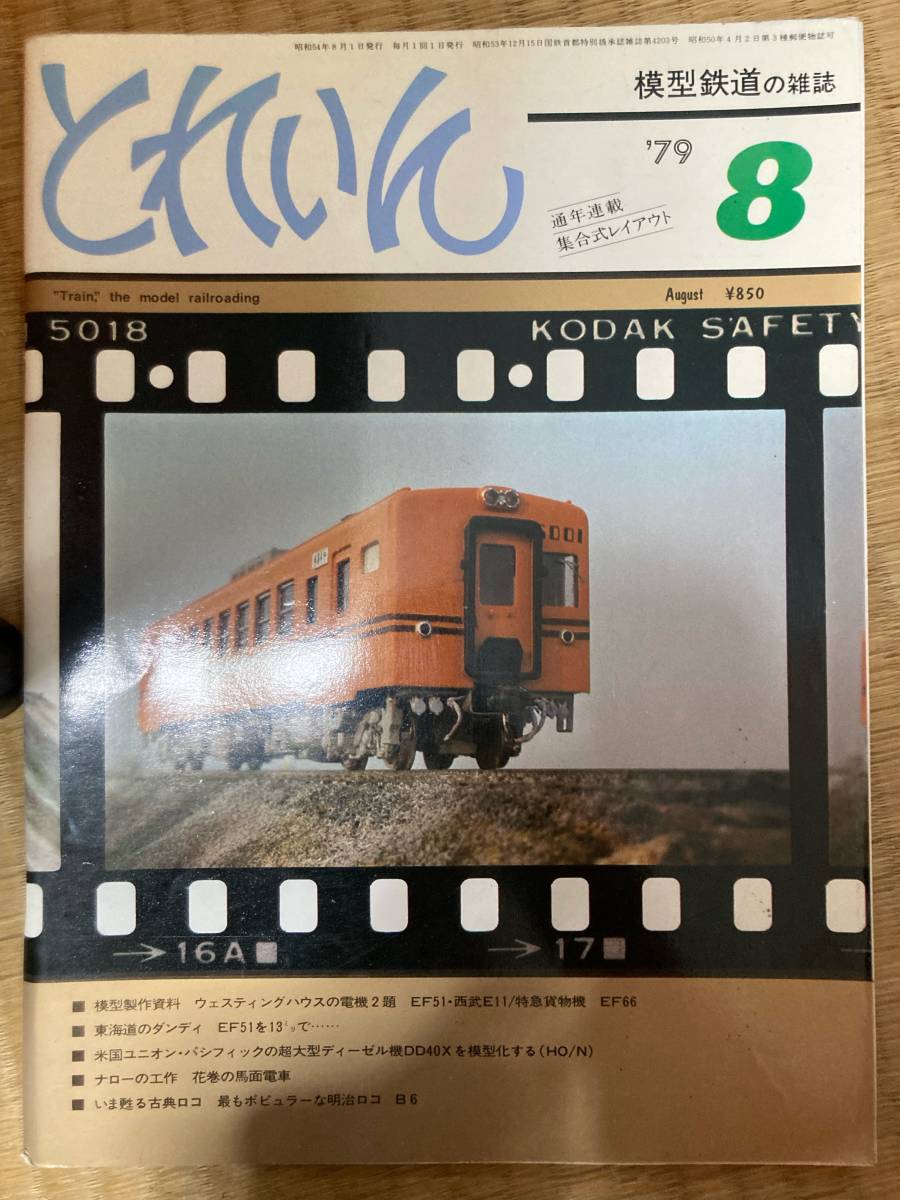 昭和54年8月1日発行 毎月1回1日発行 昭和53年12月15日国鉄首都特別扱承認雑誌第4203号 昭和50年4月2日第3種郵便物認可
とれいん
模型鉄道の雑誌
'79 8
通年連載
集合式レイアウト
"Train," the model railroading
August ¥850
5018 KODAK SAFETY
5001
→16A →17
■ 模型製作資料 ウェスティングハウスの電機2題 EF51・西武E11/特急貨物機 EF66
■ 東海道のダンディ EF51を13㍉で……
■ 米国ユニオン・パシフィックの超大型ディーゼル機DD40Xを模型化する(HO/N)
■ ナローの工作 花巻の馬面電車
■ いま甦る古典ロコ 最もポピュラーな明治ロコ B6